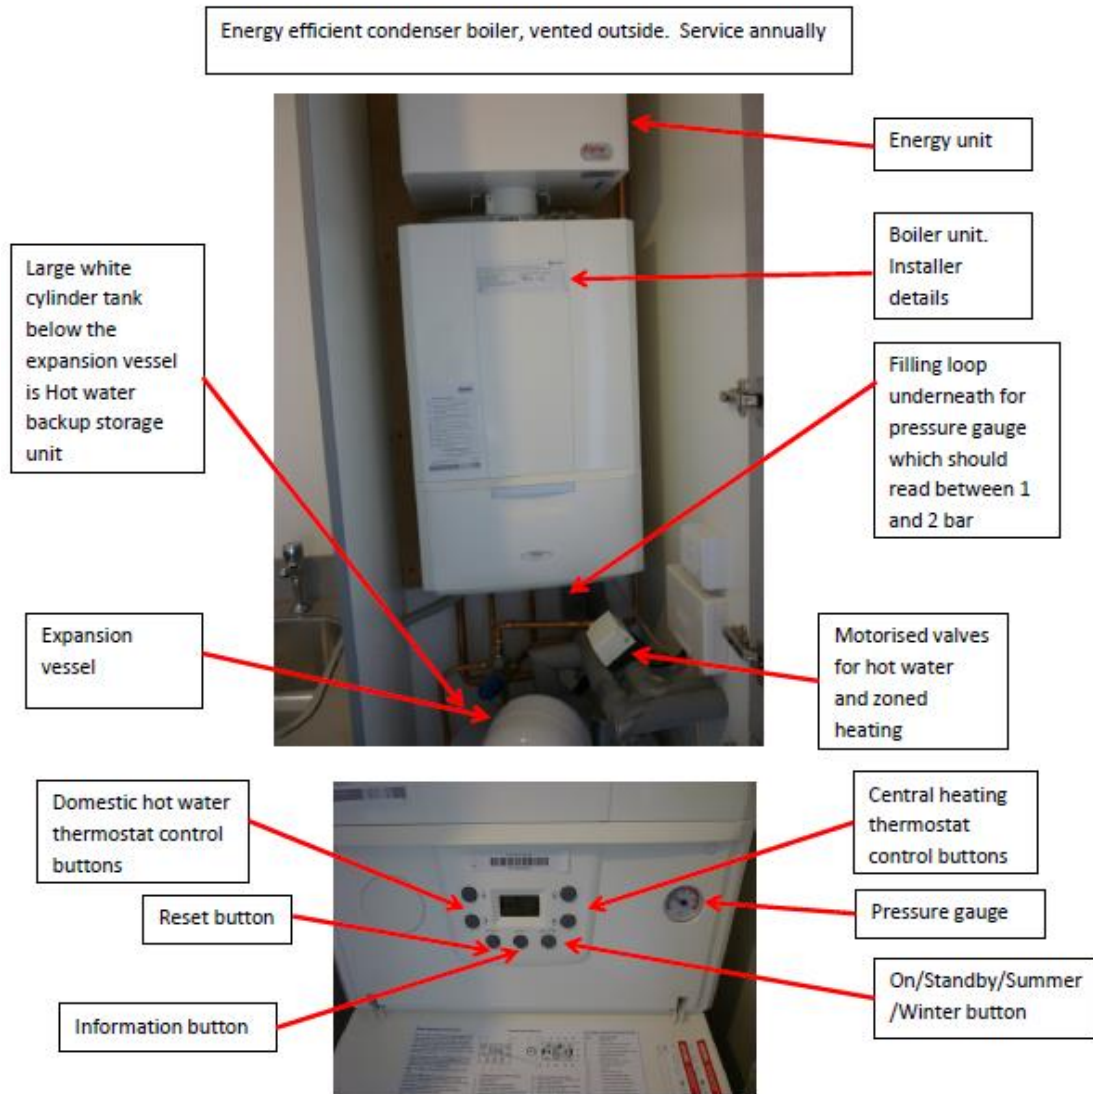 Energy efficient condenser boiler, vented outside.  Service annually
Energy unit
Boiler unit.
Installer
details
Large white
cylinder tank
below the
expansion vessel
is Hot water
backup storage
unit
Filling loop
underneath for
pressure gauge
which should
read between 1
and 2 bar
Expansion
vessel
Motorised valves
for hot water
and zoned
heating
Domestic hot water
thermostat control
buttons
Central heating
thermostat
control buttons
Reset button
Pressure gauge
Information button
On/Standby/Summer
/Winter button